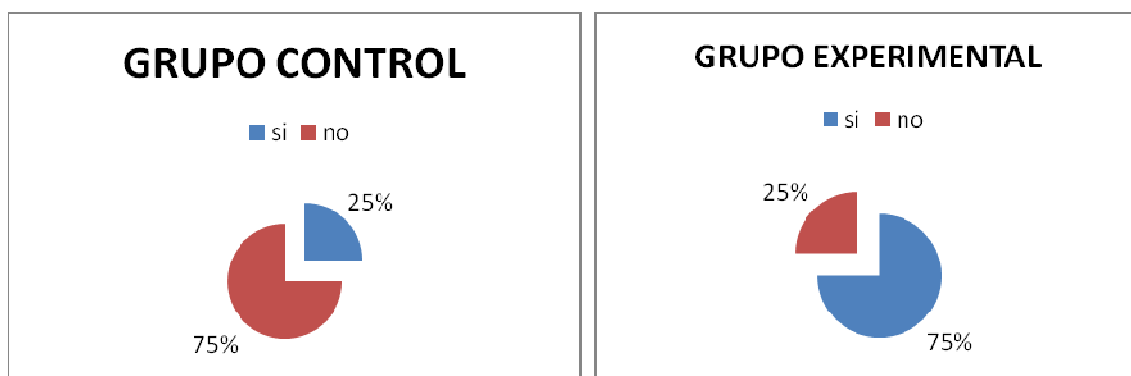 GRUPO CONTROL
si no
25%
75%
GRUPO EXPERIMENTAL
si no
25%
75%